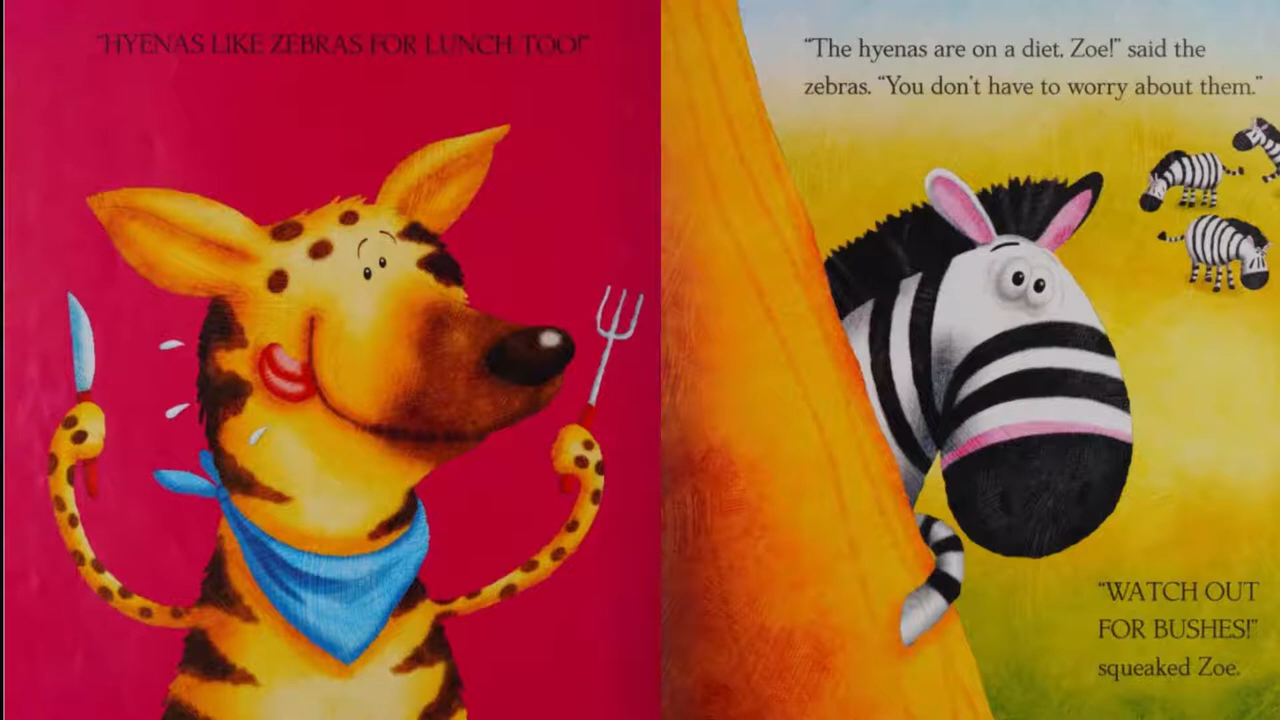 “HYENAS LIKE ZEBRAS FOR LUNCH TOO!”
“The hyenas are on a diet, Zoe!” said the
zebras. “You don’t have to worry about them.”
“WATCH OUT
FOR BUSHES!”
squeaked Zoe.